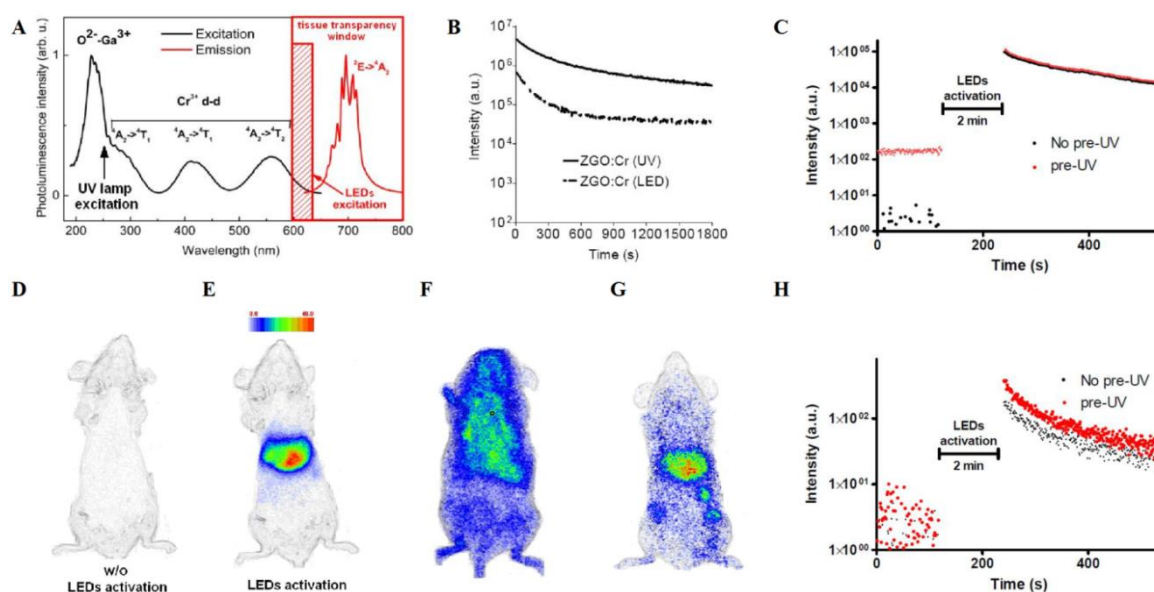 A
Photoluminescence intensity (arb. u.)
1
0
O²⁻-Ga³⁺
Excitation
Emission
tissue transparency
window
²E->⁴A₂
Cr³⁺ d-d
⁴A₂->⁴T₁
⁴A₂->⁴T₁
⁴A₂->⁴T₂
UV lamp
excitation
LEDs
excitation
200 300 400 500 600 700 800
Wavelength (nm)
B
Intensity (a.u.)
10⁷
10⁶
10⁵
10⁴
10³
10²
ZGO:Cr (UV)
ZGO:Cr (LED)
0 300 600 900 1200 1500 1800
Time (s)
C
Intensity (a.u.)
1×10⁰⁵
1×10⁰⁴
1×10⁰³
1×10⁰²
1×10⁰¹
1×10⁰⁰
LEDs
activation
2 min
No pre-UV
pre-UV
0 200 400
Time (s)
D
w/o
LEDs activation
E
LEDs activation
F
G
H
Intensity (a.u.)
1×10⁰²
1×10⁰¹
1×10⁰⁰
LEDs
activation
2 min
No pre-UV
pre-UV
0 200 400
Time (s)